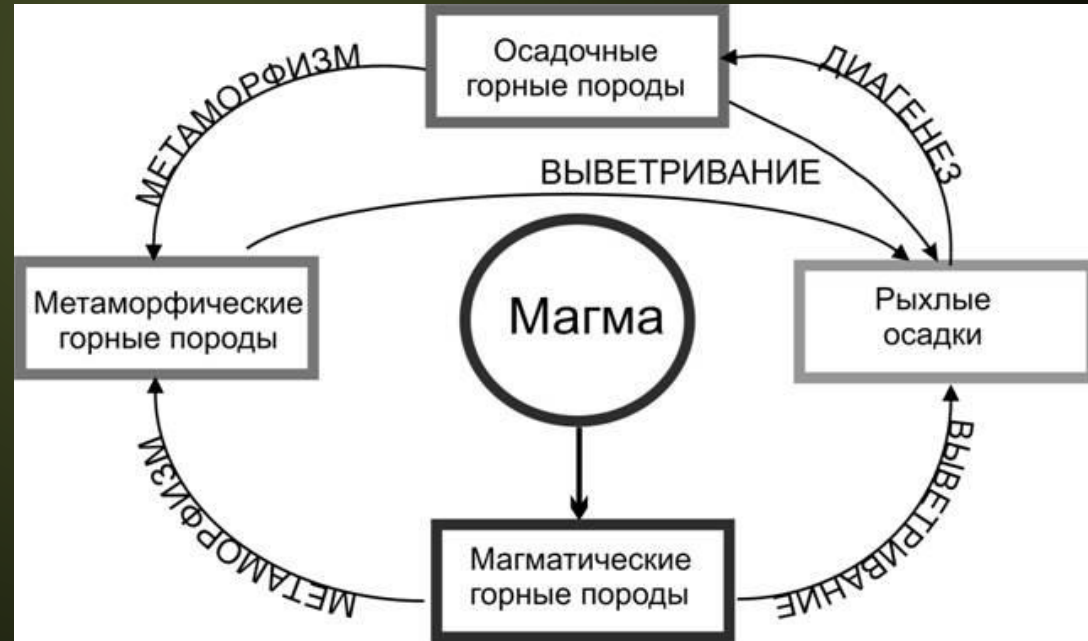 Осадочные
горные породы
МЕТАМОРФИЗМ
ДИАГЕНЕЗ
ВЫВЕТРИВАНИЕ
Метаморфические
горные породы
Магма
Рыхлые
осадки
МЕТАМОРФИЗМ
ВЫВЕТРИВАНИЕ
Магматические
горные породы